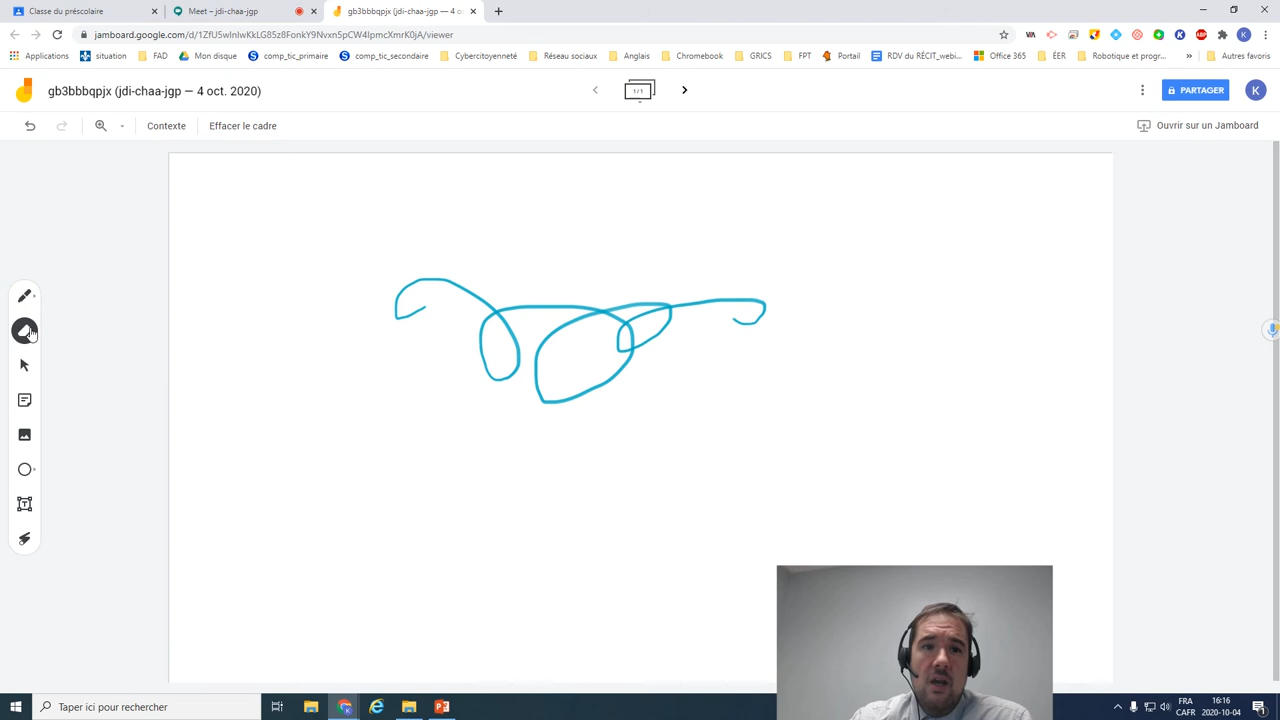 Classe du préscolaire
Meet – jdi-chaa-jgp
gb3bbbqpjx (jdi-chaa-jgp — 4 o
jamboard.google.com/d/1ZfU5wInIwKkLG85z8FonkY9Nvxn5pCW4IpmcXmrK0jA/viewer
Applications situation FAD Mon disque comp_tic_primaire comp_tic_secondaire Cybercitoyenneté Réseau sociaux Anglais Chromebook GRICS FPT Portail RDV du RÉCIT_webi... Office 365 ÉER Robotique et progr... » Autres favoris
gb3bbbqpjx (jdi-chaa-jgp — 4 oct. 2020)
1/1
PARTAGER
K
Contexte
Effacer le cadre
Ouvrir sur un Jamboard
Taper ici pour rechercher
FRA 16:16
CAFR 2020-10-04